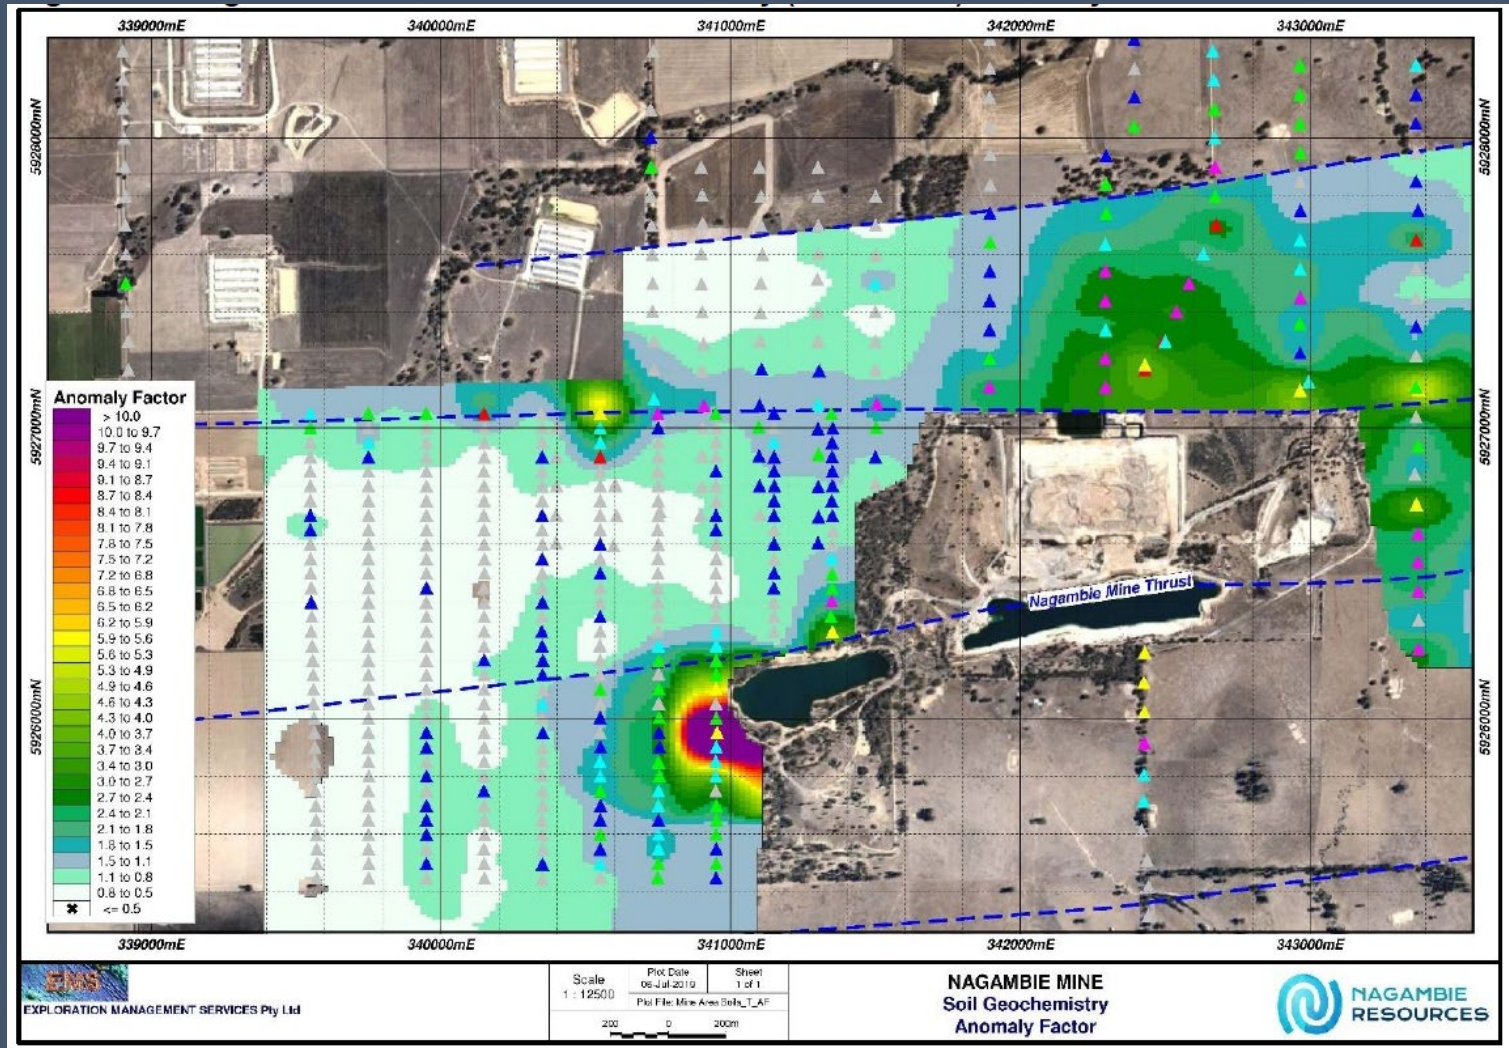 339000mE 340000mE 341000mE 342000mE 343000mE
5928000mN 5928000mN
Nagambie Mine Thrust
Anomaly Factor
> 10.0
10.0 to 9.7
9.7 to 9.4
9.4 to 9.1
9.1 to 8.7
8.7 to 8.4
8.4 to 8.1
8.1 to 7.8
7.8 to 7.5
7.5 to 7.2
7.2 to 6.8
6.8 to 6.5
6.5 to 6.2
6.2 to 5.9
5.9 to 5.6
5.6 to 5.3
5.3 to 4.9
4.9 to 4.6
4.6 to 4.3
4.3 to 4.0
4.0 to 3.7
3.7 to 3.4
3.4 to 3.0
3.0 to 2.7
2.7 to 2.4
2.4 to 2.1
2.1 to 1.8
1.8 to 1.5
1.5 to 1.1
1.1 to 0.8
0.8 to 0.5
<= 0.5
5927000mN 5927000mN
5926000mN 5926000mN
339000mE 340000mE 341000mE 342000mE 343000mE
EMS
EXPLORATION MANAGEMENT SERVICES Pty Ltd
Scale
1 : 12500
Plot Date
06-Jul-2019
Sheet
1 of 1
Plot File: Mine Area Soils_T_AF
200 0 200m
NAGAMBIE MINE
Soil Geochemistry
Anomaly Factor
NAGAMBIE
RESOURCES